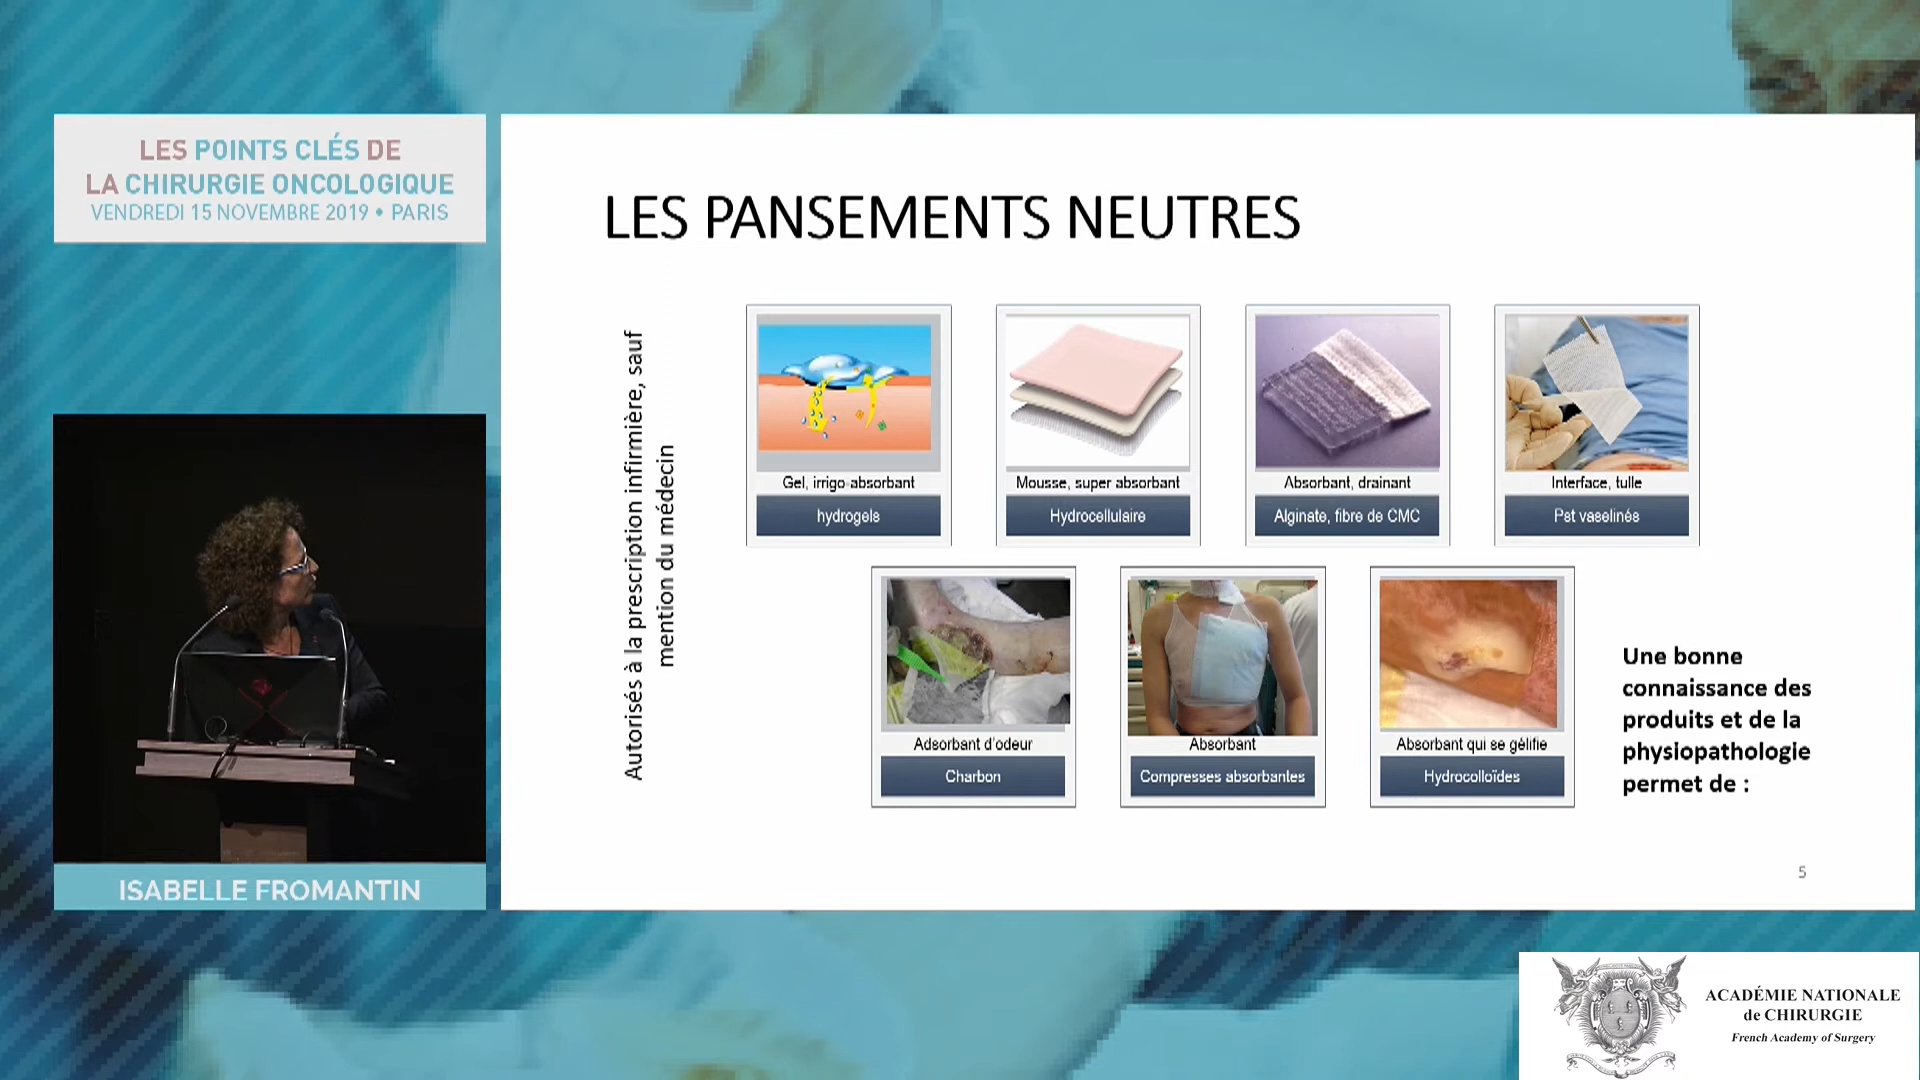 LES POINTS CLÉS DE
LA CHIRURGIE ONCOLOGIQUE
VENDREDI 15 NOVEMBRE 2019 • PARIS
ISABELLE FROMANTIN
LES PANSEMENTS NEUTRES
Autorisés à la prescription infirmière, sauf
mention du médecin
Gel, irrigo-absorbant
hydrogels
Mousse, super absorbant
Hydrocellulaire
Absorbant, drainant
Alginate, fibre de CMC
Interface, tulle
Pst vaselinés
Adsorbant d'odeur
Charbon
Absorbant
Compresses absorbantes
Absorbant qui se gélifie
Hydrocolloïdes
Une bonne
connaissance des
produits et de la
physiopathologie
permet de :
5
ACADÉMIE NATIONALE
de CHIRURGIE
French Academy of Surgery